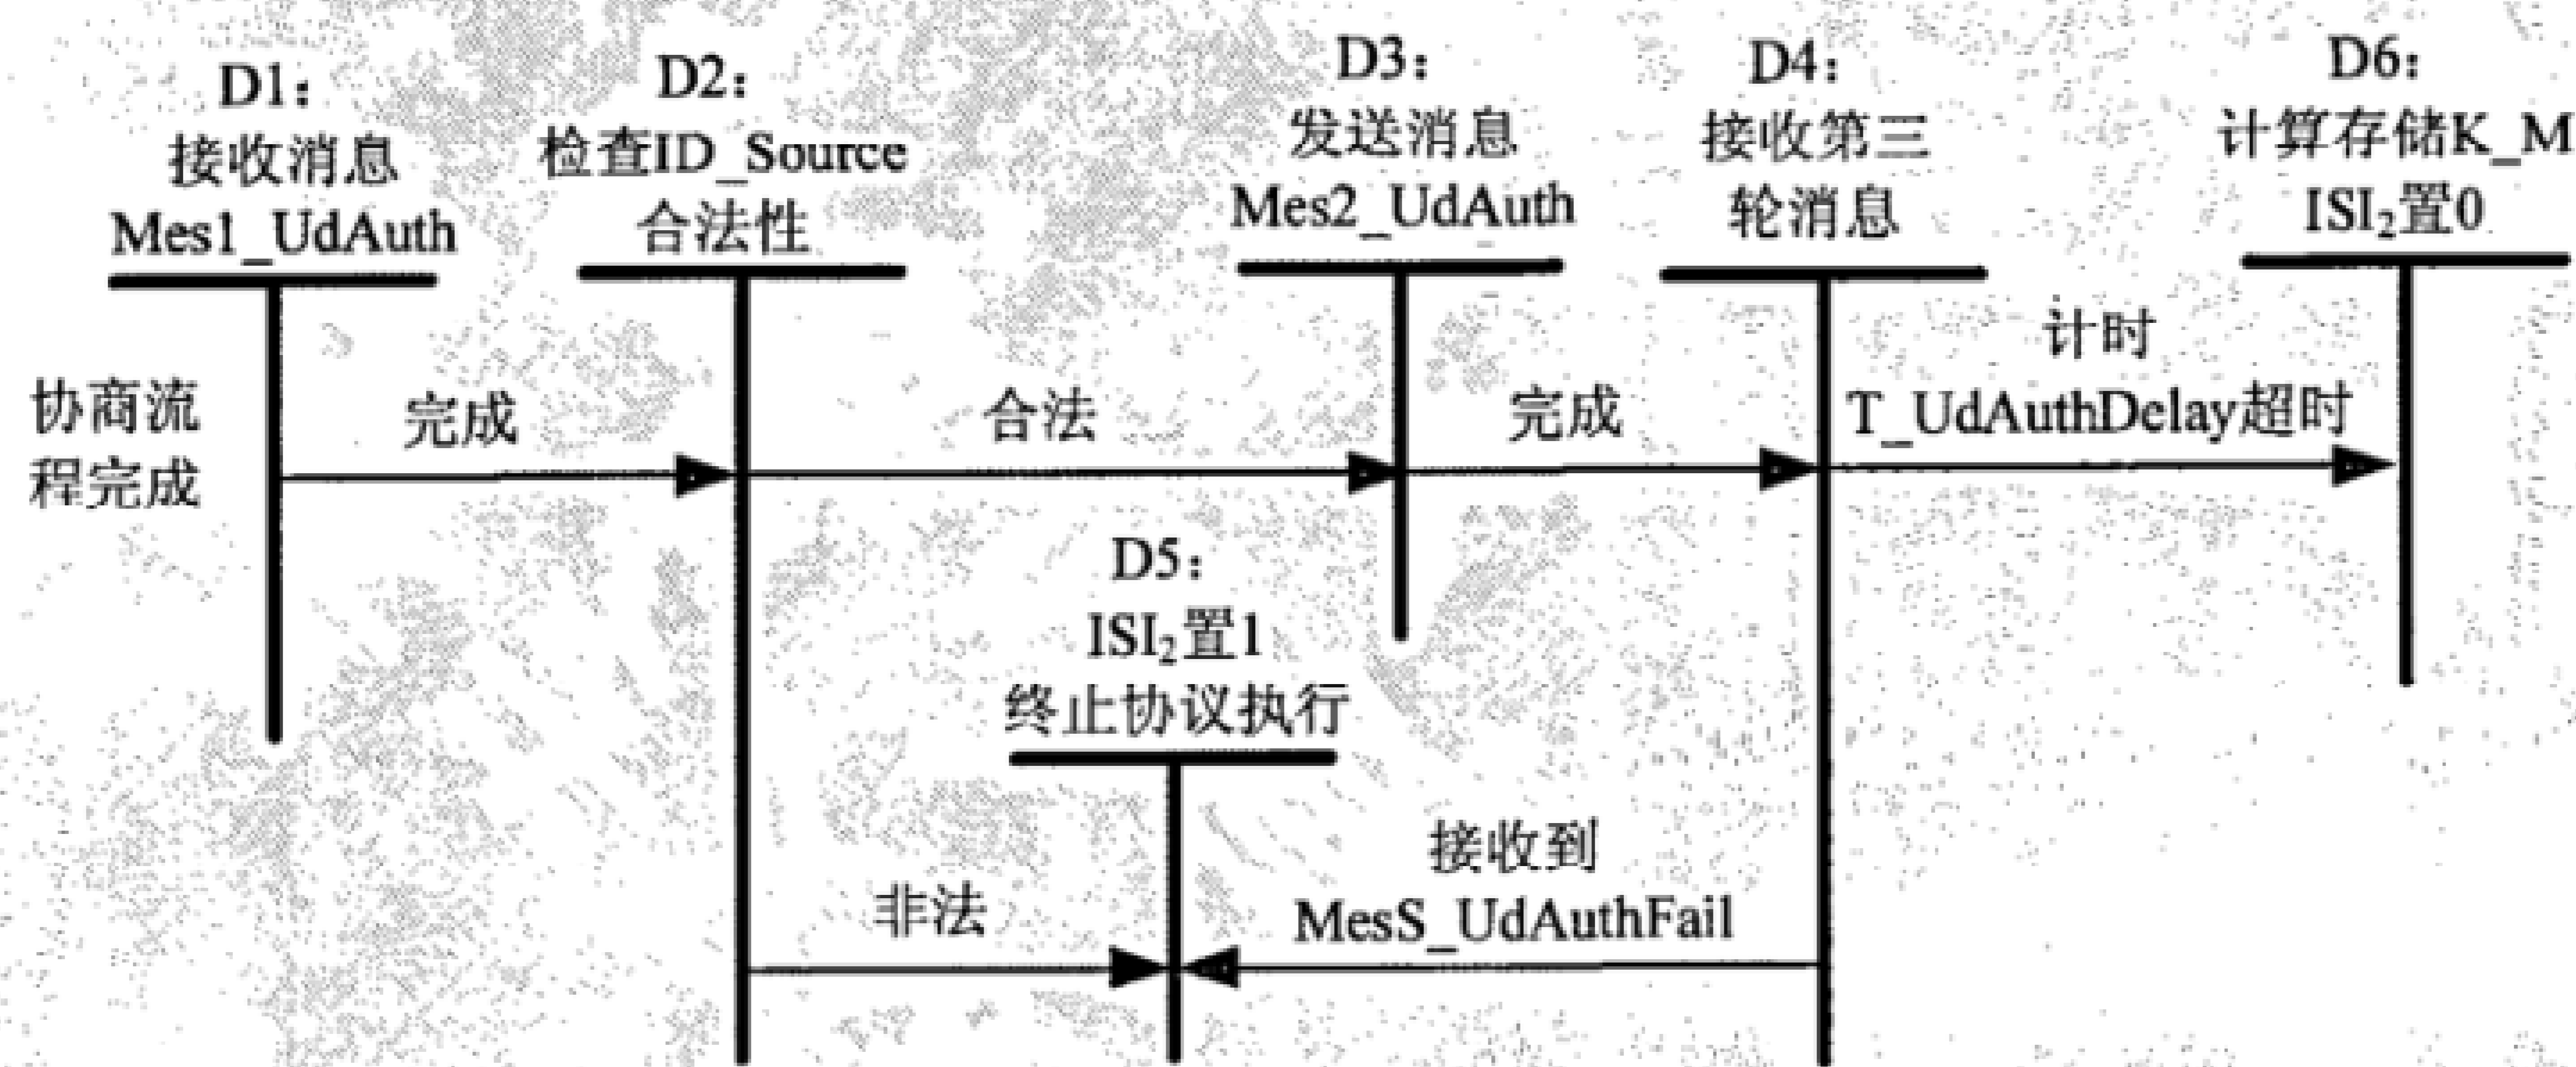 D1:
接收消息
Mes1_UdAuth
D2:
检查ID_Source
合法性
D3:
发送消息
Mes2_UdAuth
D4:
接收第三
轮消息
D6:
计算存储K_M
ISI₂置0
协商流
程完成
完成
合法
完成
计时
T_UdAuthDelay超时
D5:
ISI₂置1
终止协议执行
非法
接收到
MesS_UdAuthFail